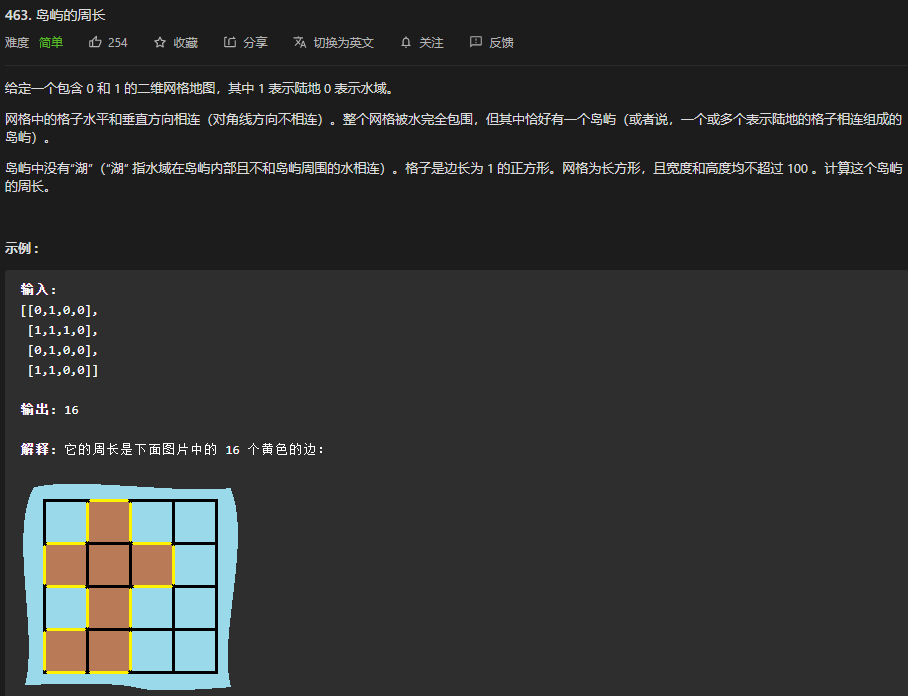 463. 岛屿的周长
难度 简单 254 收藏 分享 切换为英文 关注 反馈
给定一个包含 0 和 1 的二维网格地图，其中 1 表示陆地 0 表示水域。
网格中的格子水平和垂直方向相连（对角线方向不相连）。整个网格被水完全包围，但其中恰好有一个岛屿（或者说，一个或多个表示陆地的格子相连组成的
岛屿）。
岛屿中没有“湖”（“湖” 指水域在岛屿内部且不和岛屿周围的水相连）。格子是边长为 1 的正方形。网格为长方形，且宽度和高度均不超过 100 。计算这个岛屿
的周长。
示例 :
输入:
[[0,1,0,0],
[1,1,1,0],
[0,1,0,0],
[1,1,0,0]]
输出: 16
解释: 它的周长是下面图片中的 16 个黄色的边：